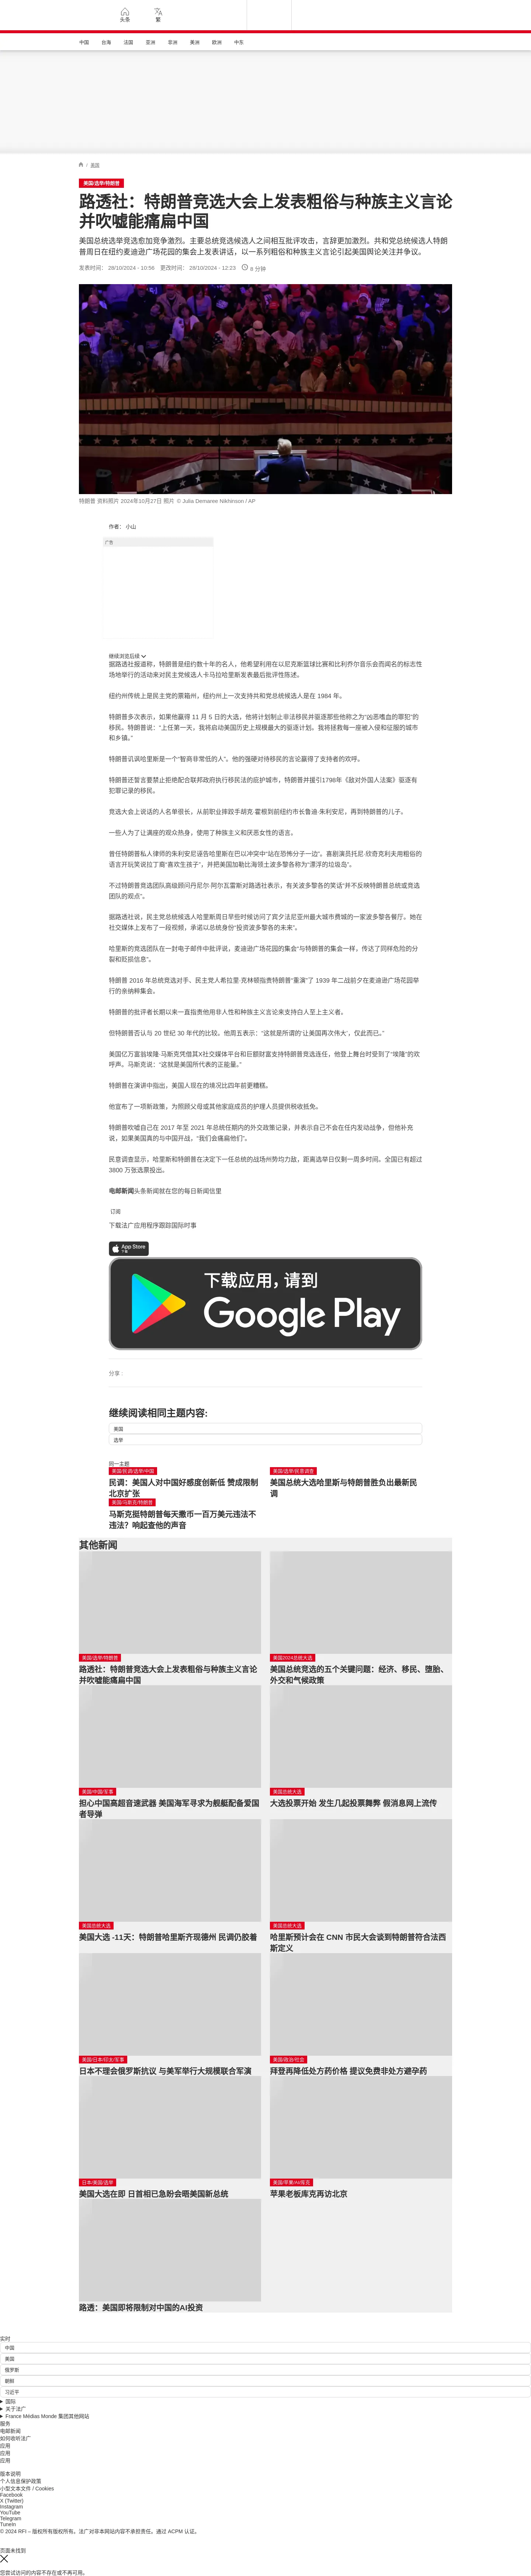 头条
繁
中国
台海
法国
亚洲
非洲
美洲
欧洲
中东
/ 美国
美国/选举/特朗普
路透社：特朗普竞选大会上发表粗俗与种族主义言论
并吹嘘能痛扁中国
美国总统选举竞选愈加竞争激烈。主要总统竞选候选人之间相互批评攻击，言辞更加激烈。共和党总统候选人特朗
普周日在纽约麦迪逊广场花园的集会上发表讲话，以一系列粗俗和种族主义言论引起美国舆论关注并争议。
发表时间： 28/10/2024 - 10:56 更改时间： 28/10/2024 - 12:23 8 分钟
特朗普 资料照片 2024年10月27日 照片 © Julia Demaree Nikhinson / AP
作者： 小山
广告
继续浏览后续
据路透社报道称，特朗普是纽约数十年的名人，他希望利用在以尼克斯篮球比赛和比利乔尔音乐会而闻名的标志性
场地举行的活动来对民主党候选人卡马拉哈里斯发表最后批评性陈述。
纽约州传统上是民主党的票箱州，纽约州上一次支持共和党总统候选人是在 1984 年。
特朗普多次表示，如果他赢得 11 月 5 日的大选，他将计划制止非法移民并驱逐那些他称之为“凶恶嗜血的罪犯”的
移民。特朗普说：“上任第一天，我将启动美国历史上规模最大的驱逐计划。我将拯救每一座被入侵和征服的城市
和乡镇。”
特朗普讥讽哈里斯是一个“智商非常低的人”。他的强硬对待移民的言论赢得了支持者的欢呼。
特朗普还誓言要禁止拒绝配合联邦政府执行移民法的庇护城市，特朗普并援引1798年《敌对外国人法案》驱逐有
犯罪记录的移民。
竞选大会上说话的人名单很长，从前职业摔跤手胡克·霍根到前纽约市长鲁迪·朱利安尼，再到特朗普的儿子。
一些人为了让满座的观众热身，使用了种族主义和厌恶女性的语言。
曾任特朗普私人律师的朱利安尼诬告哈里斯在巴以冲突中“站在恐怖分子一边”。喜剧演员托尼·欣奇克利夫用粗俗的
语言开玩笑说拉丁裔“喜欢生孩子”，并把美国加勒比海领土波多黎各称为“漂浮的垃圾岛”。
不过特朗普竞选团队高级顾问丹尼尔·阿尔瓦雷斯对路透社表示，有关波多黎各的笑话“并不反映特朗普总统或竞选
团队的观点”。
据路透社说，民主党总统候选人哈里斯周日早些时候访问了宾夕法尼亚州最大城市费城的一家波多黎各餐厅。她在
社交媒体上发布了一段视频，承诺以总统身份“投资波多黎各的未来”。
哈里斯的竞选团队在一封电子邮件中批评说，麦迪逊广场花园的集会“与特朗普的集会一样，传达了同样危险的分
裂和贬损信息”。
特朗普 2016 年总统竞选对手、民主党人希拉里·克林顿指责特朗普“重演”了 1939 年二战前夕在麦迪逊广场花园举
行的亲纳粹集会。
特朗普的批评者长期以来一直指责他用非人性和种族主义言论来支持白人至上主义者。
但特朗普否认与 20 世纪 30 年代的比较。他周五表示：“这就是所谓的‘让美国再次伟大’，仅此而已。”
美国亿万富翁埃隆·马斯克凭借其X社交媒体平台和巨额财富支持特朗普竞选连任，他登上舞台时受到了“埃隆”的欢
呼声。马斯克说：“这就是美国所代表的正能量。”
特朗普在演讲中指出，美国人现在的境况比四年前更糟糕。
他宣布了一项新政策，为照顾父母或其他家庭成员的护理人员提供税收抵免。
特朗普吹嘘自己在 2017 年至 2021 年总统任期内的外交政策记录，并表示自己不会在任内发动战争，但他补充
说，如果美国真的与中国开战，“我们会痛扁他们”。
民意调查显示，哈里斯和特朗普在决定下一任总统的战场州势均力敌，距离选举日仅剩一周多时间。全国已有超过
3800 万张选票投出。
电邮新闻头条新闻就在您的每日新闻信里
订阅
下载法广应用程序跟踪国际时事
App Store
下载应用，请到
Google Play
分享 :
继续阅读相同主题内容:
美国
选举
同一主题
美国/民调/选举/中国
民调：美国人对中国好感度创新低 赞成限制
北京扩张
美国/选举/民意调查
美国总统大选哈里斯与特朗普胜负出最新民
调
美国/马斯克/特朗普
马斯克挺特朗普每天撒币一百万美元违法不
违法？响起查他的声音
其他新闻
美国/选举/特朗普
路透社：特朗普竞选大会上发表粗俗与种族主义言论
并吹嘘能痛扁中国
美国2024总统大选
美国总统竞选的五个关键问题：经济、移民、堕胎、
外交和气候政策
美国/中国/军事
担心中国高超音速武器 美国海军寻求为舰艇配备爱国
者导弹
美国总统大选
大选投票开始 发生几起投票舞弊 假消息网上流传
美国总统大选
美国大选 -11天：特朗普哈里斯齐现德州 民调仍胶着
美国总统大选
哈里斯预计会在 CNN 市民大会谈到特朗普符合法西
斯定义
美国/日本/印太/军事
日本不理会俄罗斯抗议 与美军举行大规模联合军演
美国/政治/社会
拜登再降低处方药价格 提议免费非处方避孕药
日本/美国/选举
美国大选在即 日首相已急盼会晤美国新总统
美国/苹果/AI/库克
苹果老板库克再访北京
路透：美国即将限制对中国的AI投资
实时
中国
美国
俄罗斯
朝鲜
习近平
国际
关于法广
France Médias Monde 集团其他网站
服务
电邮新闻
如何收听法广
应用
应用
应用
版本说明
个人信息保护政策
小型文本文件 / Cookies
Facebook
X (Twitter)
Instagram
YouTube
Telegram
TuneIn
© 2024 RFI – 版权所有版权所有。法广对非本网站内容不承担责任。通过 ACPM 认证。
页面未找到
您尝试访问的内容不存在或不再可用。